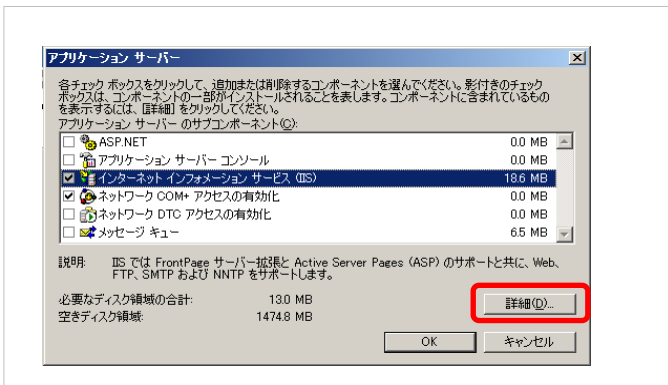 アプリケーション サーバー
各チェック ボックスをクリックして、追加または削除するコンポーネントを選んでください。影付きのチェック
ボックスは、コンポーネントの一部がインストールされることを表します。コンポーネントに含まれているもの
を表示するには、[詳細] をクリックしてください。
アプリケーション サーバー のサブコンポーネント(C):
ASP.NET 0.0 MB
アプリケーション サーバー コンソール 0.0 MB
インターネット インフォメーション サービス (IIS) 18.6 MB
ネットワーク COM+ アクセスの有効化 0.0 MB
ネットワーク DTC アクセスの有効化 0.0 MB
メッセージ キュー 6.5 MB
説明: IIS では FrontPage サーバー拡張と Active Server Pages (ASP) のサポートと共に、Web、
FTP、SMTP および NNTP をサポートします。
必要なディスク領域の合計: 13.0 MB
空きディスク領域: 1474.8 MB
詳細(D)...
OK キャンセル